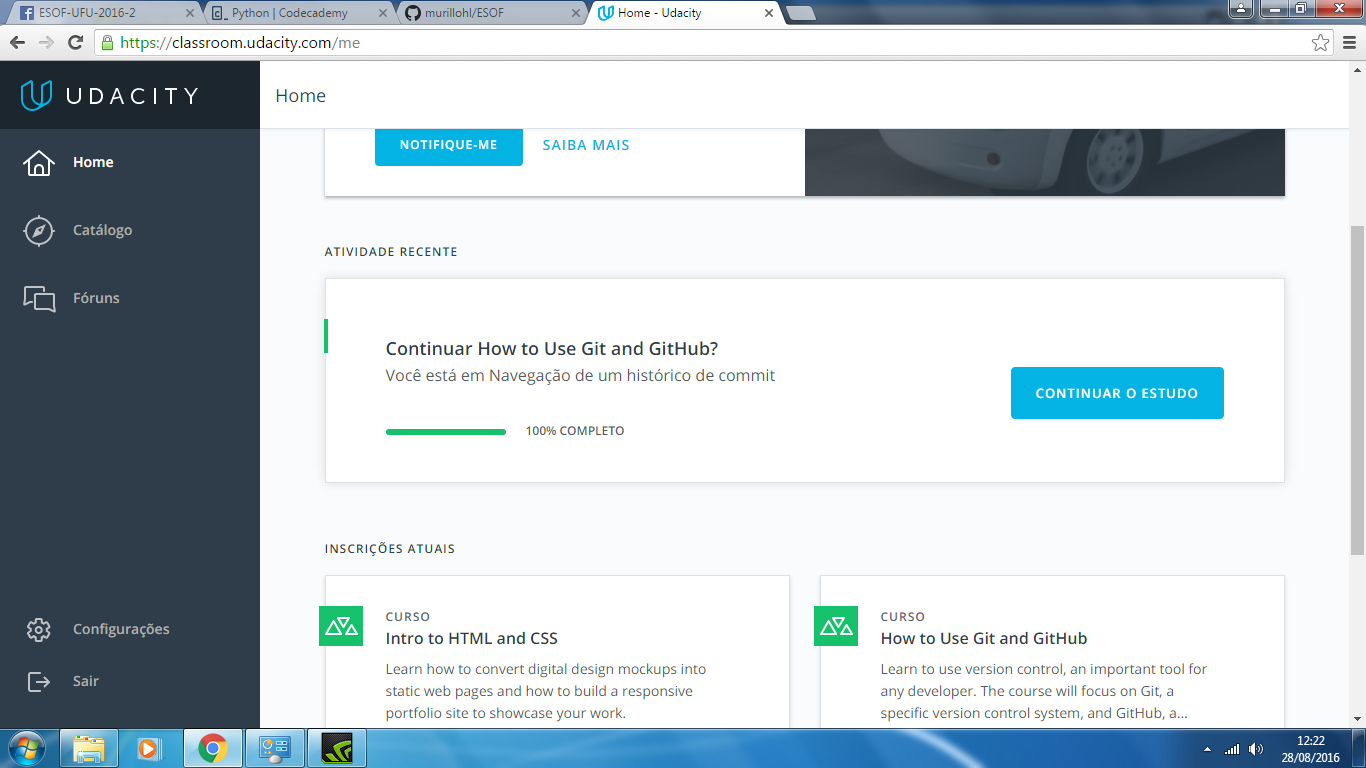 ESOF-UFU-2016-2
Python | Codecademy
murillohl/ESOF
Home - Udacity
https://classroom.udacity.com/me
UDACITY
Home
Home
Catálogo
Fóruns
Configurações
Sair
NOTIFIQUE-ME
SAIBA MAIS
ATIVIDADE RECENTE
Continuar How to Use Git and GitHub?
Você está em Navegação de um histórico de commit
100% COMPLETO
CONTINUAR O ESTUDO
INSCRIÇÕES ATUAIS
CURSO
Intro to HTML and CSS
Learn how to convert digital design mockups into
static web pages and how to build a responsive
portfolio site to showcase your work.
CURSO
How to Use Git and GitHub
Learn to use version control, an important tool for
any developer. The course will focus on Git, a
specific version control system, and GitHub, a...
12:22
28/08/2016